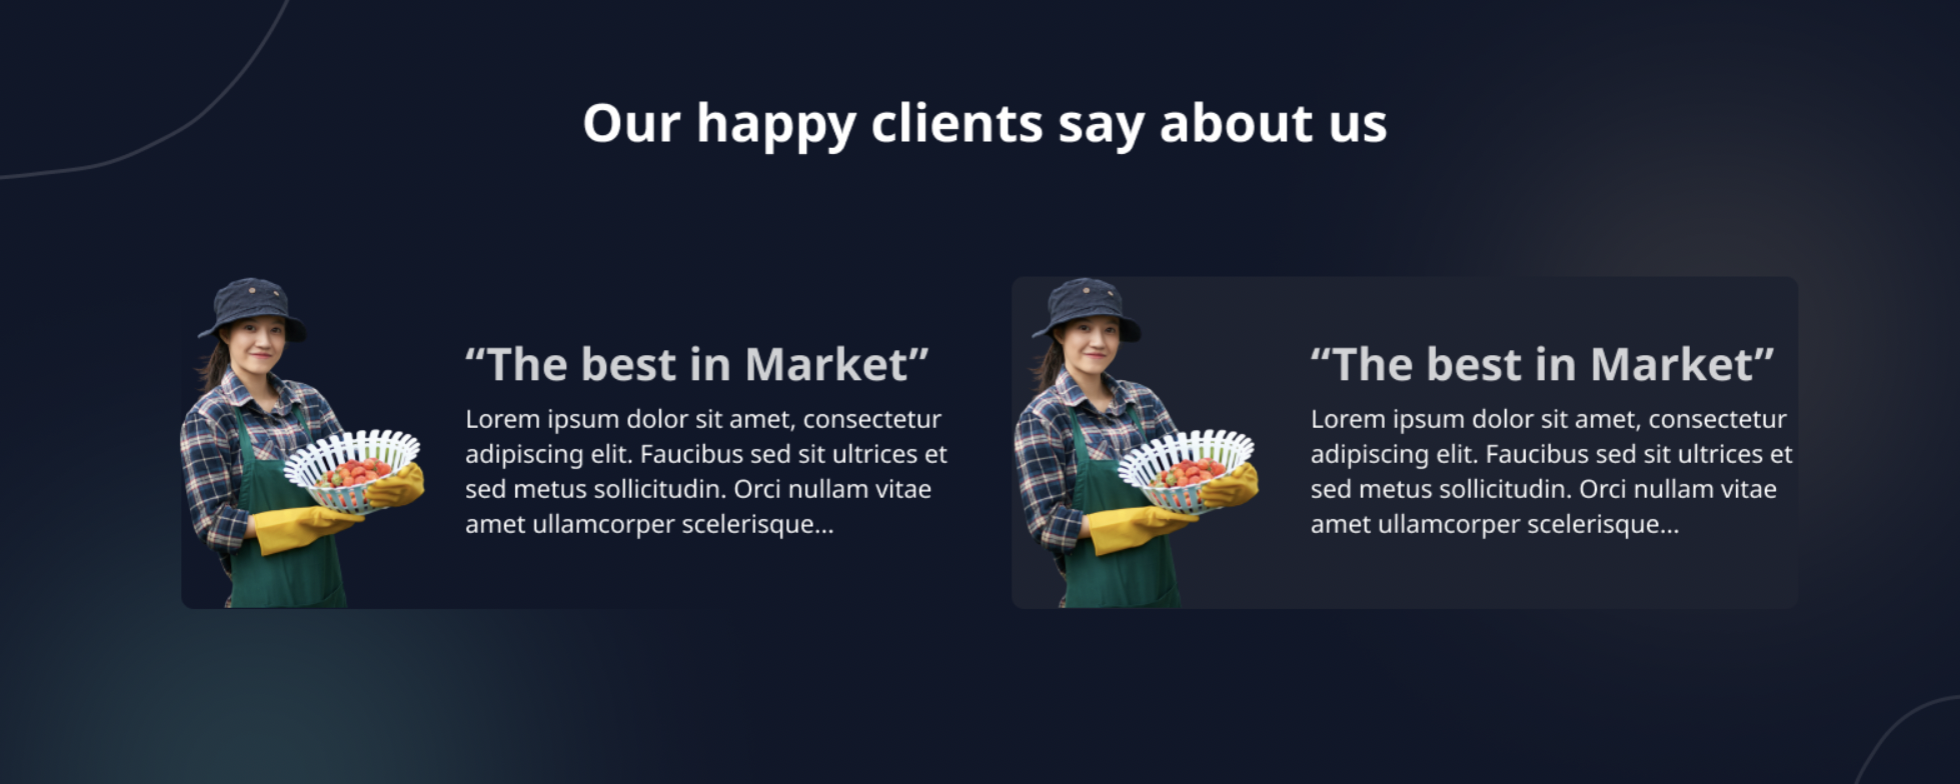 Our happy clients say about us
“The best in Market”
Lorem ipsum dolor sit amet, consectetur
adipiscing elit. Faucibus sed sit ultrices et
sed metus sollicitudin. Orci nullam vitae
amet ullamcorper scelerisque...
“The best in Market”
Lorem ipsum dolor sit amet, consectetur
adipiscing elit. Faucibus sed sit ultrices et
sed metus sollicitudin. Orci nullam vitae
amet ullamcorper scelerisque...